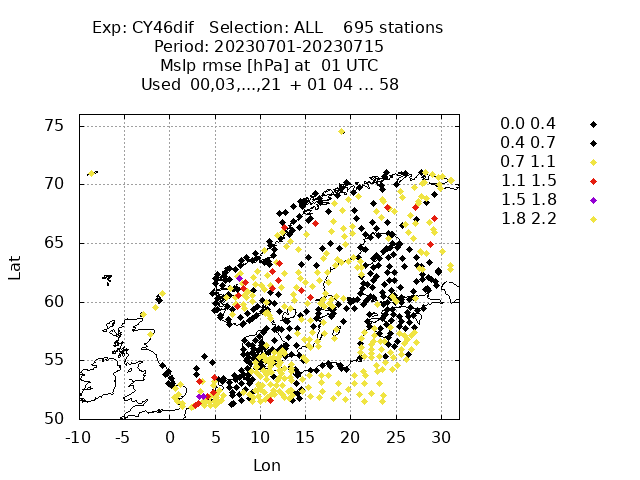 Exp: CY46dif   Selection: ALL    695 stations
Period: 20230701-20230715
Mslp rmse [hPa] at  01 UTC
Used  00,03,...,21  + 01 04 ... 58
75
70
65
60
55
50
Lat
-10 -5 0 5 10 15 20 25 30
Lon
0.0 0.4
0.4 0.7
0.7 1.1
1.1 1.5
1.5 1.8
1.8 2.2